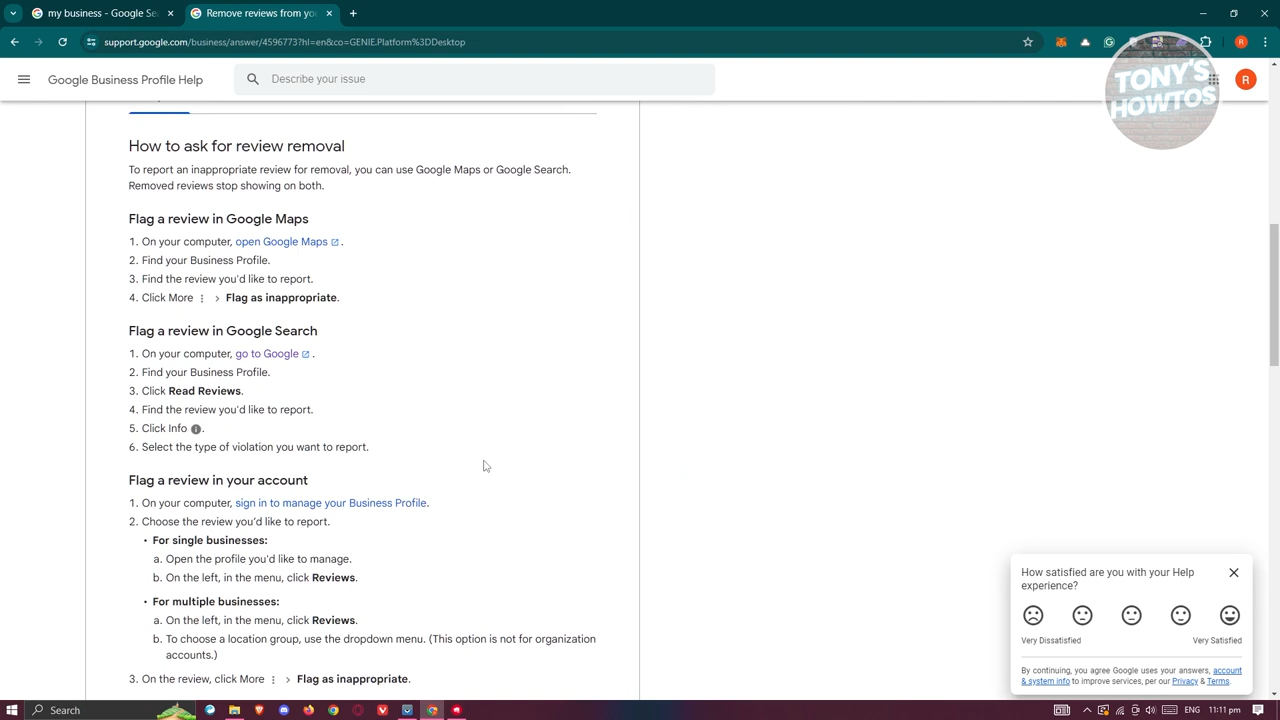 my business - Google Se
Remove reviews from yo
support.google.com/business/answer/4596773?hl=en&co=GENIE.Platform%3DDesktop
R
Google Business Profile Help
Describe your issue
R
TONY'S
HOWTOS
How to ask for review removal
To report an inappropriate review for removal, you can use Google Maps or Google Search.
Removed reviews stop showing on both.
Flag a review in Google Maps
1. On your computer, open Google Maps .
2. Find your Business Profile.
3. Find the review you'd like to report.
4. Click More > Flag as inappropriate.
Flag a review in Google Search
1. On your computer, go to Google .
2. Find your Business Profile.
3. Click Read Reviews.
4. Find the review you'd like to report.
5. Click Info .
6. Select the type of violation you want to report.
Flag a review in your account
1. On your computer, sign in to manage your Business Profile.
2. Choose the review you'd like to report.
• For single businesses:
a. Open the profile you'd like to manage.
b. On the left, in the menu, click Reviews.
• For multiple businesses:
a. On the left, in the menu, click Reviews.
b. To choose a location group, use the dropdown menu. (This option is not for organization
accounts.)
3. On the review, click More > Flag as inappropriate.
How satisfied are you with your Help
experience?
Very Dissatisfied
Very Satisfied
By continuing, you agree Google uses your answers, account
& system info to improve services, per our Privacy & Terms.
Search
ENG
11:11 pm